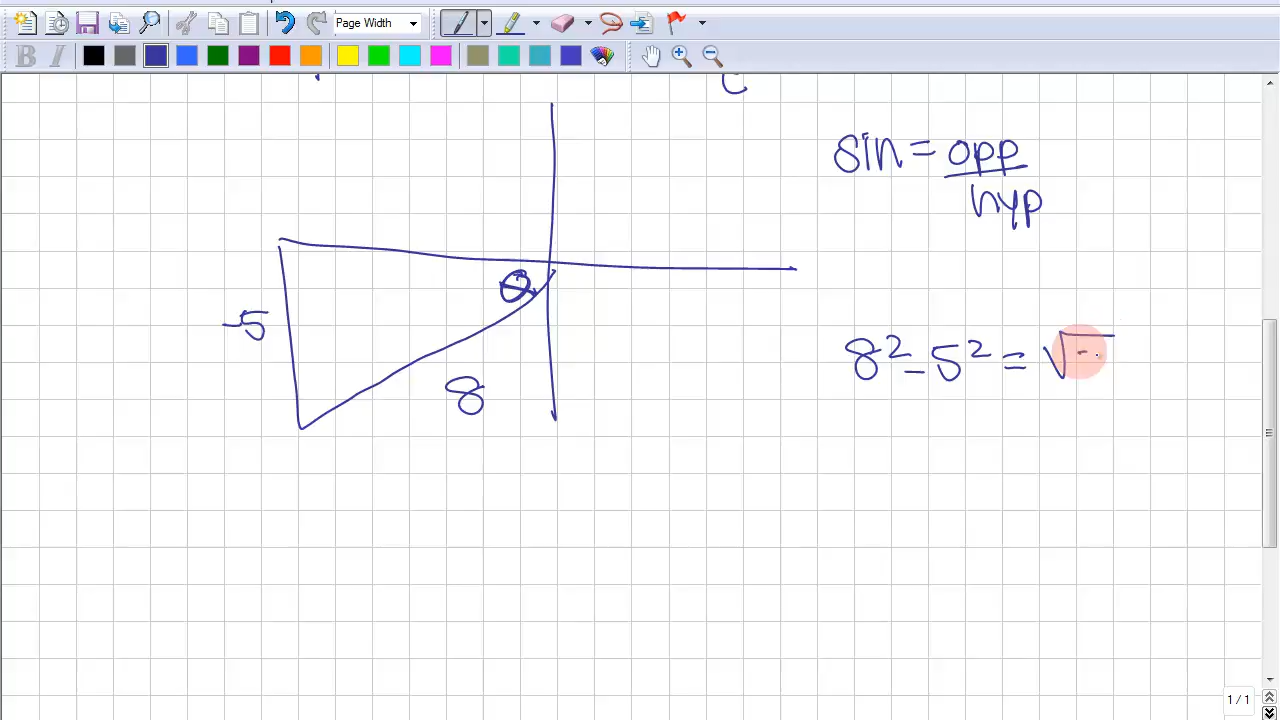 Page Width
B I
sin = opp
hyp
θ
-5
8² - 5² = √-
8
1 / 1